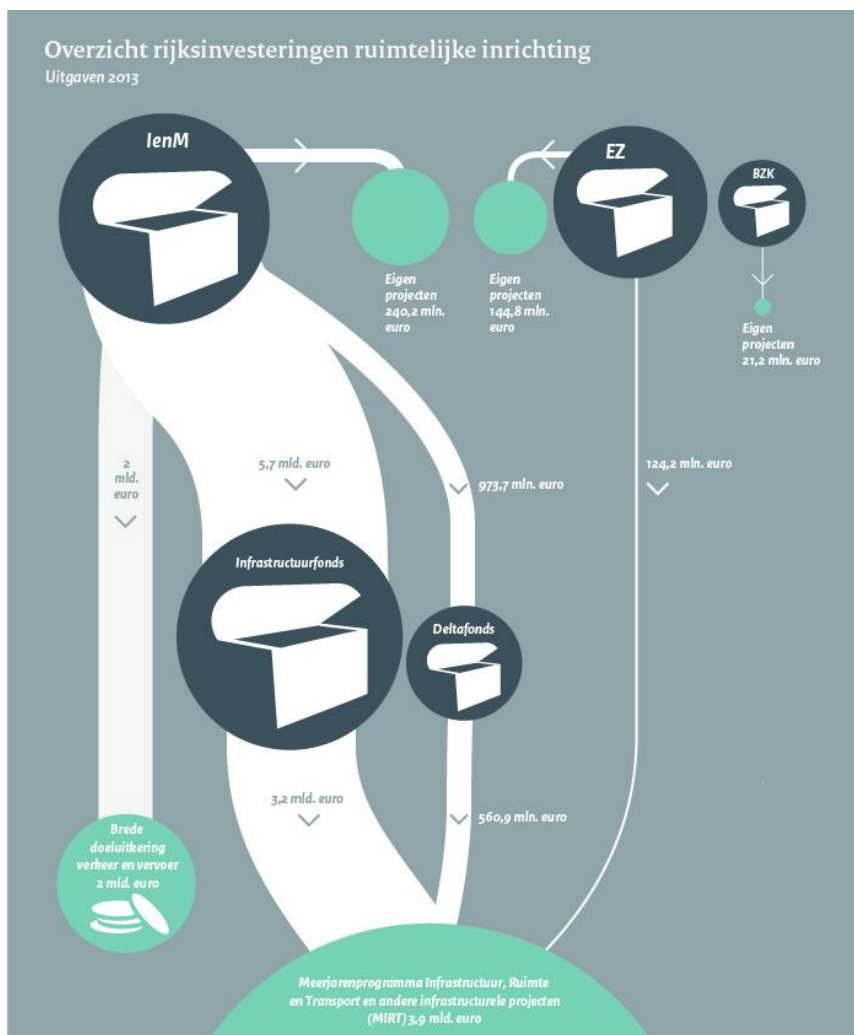 Overzicht rijksinvesteringen ruimtelijke inrichting
Uitgaven 2013
IenM
EZ
BZK
Eigen
projecten
240,2 mln.
euro
Eigen
projecten
144,8 mln.
euro
Eigen
projecten
21,2 mln. euro
2
mld.
euro
5,7 mld. euro
973,7 mln. euro
124,2 mln. euro
Infrastructuurfonds
Deltafonds
3,2 mld. euro
560,9 mln. euro
Brede
doeluitkering
verkeer en vervoer
2 mld. euro
Meerjarenprogramma Infrastructuur, Ruimte
en Transport en andere infrastructurele projecten
(MIRT) 3,9 mld. euro